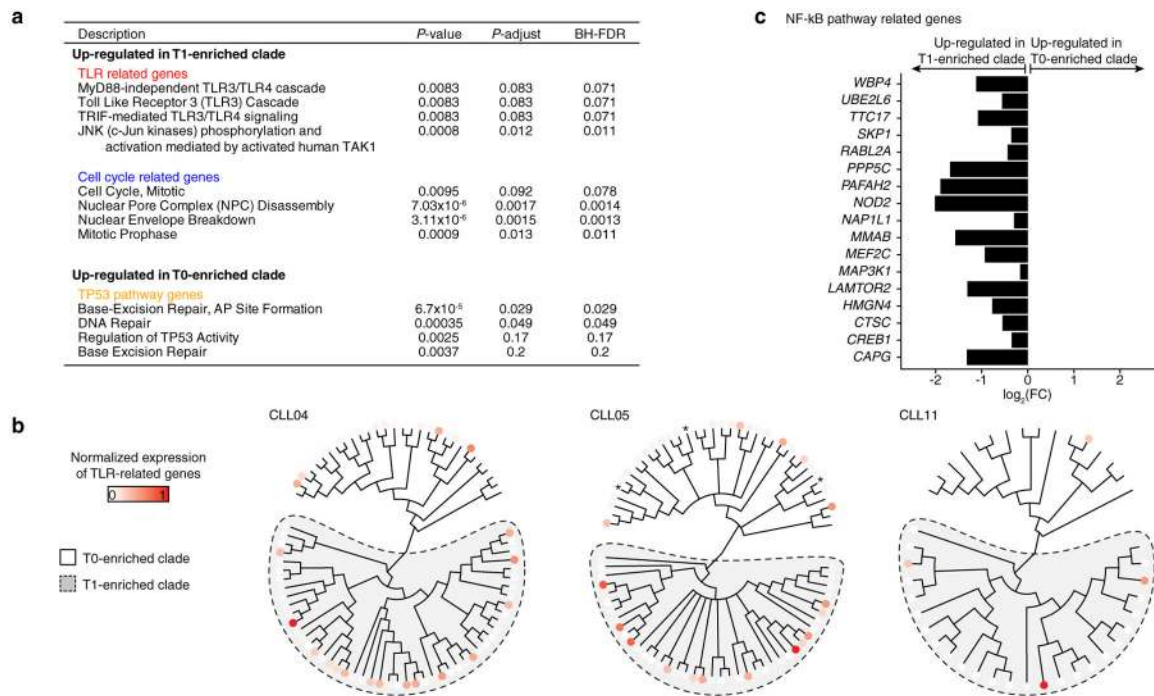 a
Description P-value P-adjust BH-FDR
Up-regulated in T1-enriched clade
TLR related genes
MyD88-independent TLR3/TLR4 cascade 0.0083 0.083 0.071
Toll Like Receptor 3 (TLR3) Cascade 0.0083 0.083 0.071
TRIF-mediated TLR3/TLR4 signaling 0.0083 0.083 0.071
JNK (c-Jun kinases) phosphorylation and 0.0008 0.012 0.011
activation mediated by activated human TAK1
Cell cycle related genes
Cell Cycle, Mitotic 0.0095 0.092 0.078
Nuclear Pore Complex (NPC) Disassembly 7.03x10⁻⁶ 0.0017 0.0014
Nuclear Envelope Breakdown 3.11x10⁻⁶ 0.0015 0.0013
Mitotic Prophase 0.0009 0.013 0.011
Up-regulated in T0-enriched clade
TP53 pathway genes
Base-Excision Repair, AP Site Formation 6.7x10⁻⁵ 0.029 0.029
DNA Repair 0.00035 0.049 0.049
Regulation of TP53 Activity 0.0025 0.17 0.17
Base Excision Repair 0.0037 0.2 0.2
c NF-kB pathway related genes
Up-regulated in Up-regulated in
T1-enriched clade T0-enriched clade
WBP4
UBE2L6
TTC17
SKP1
RABL2A
PPP5C
PAFAH2
NOD2
NAP1L1
MMAB
MEF2C
MAP3K1
LAMTOR2
HMGN4
CTSC
CREB1
CAPG
-2 -1 0 1 2
log₂(FC)
b
CLL04 CLL05 CLL11
Normalized expression
of TLR-related genes
0 1
T0-enriched clade
T1-enriched clade
* * *